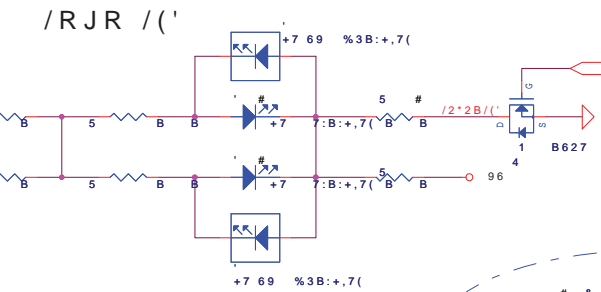 /RJR /('
'
+7 69 %3B:+,7(
G
' #
5 #
/2*2B/('
B 5 B B +7 7:B:+,7( B B
D S
1 B627
4
' #
5
96
B 5 B B +7 7:B:+,7( B B
'
+7 69 %3B:+,7(